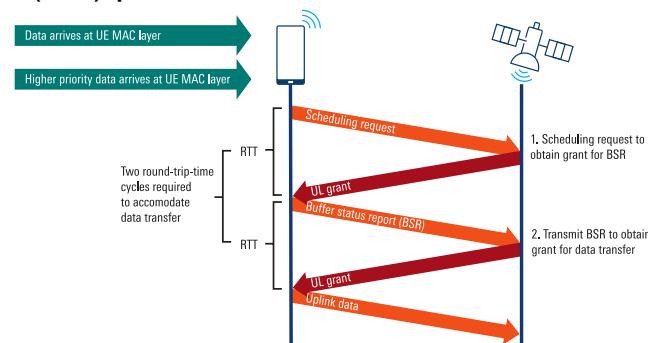 Data arrives at UE MAC layer
Higher priority data arrives at UE MAC layer
Scheduling request
1. Scheduling request to
obtain grant for BSR
RTT
Two round-trip-time
cycles required
to accomodate
data transfer
UL grant
Buffer status report (BSR)
RTT
2. Transmit BSR to obtain
grant for data transfer
UL grant
Uplink data